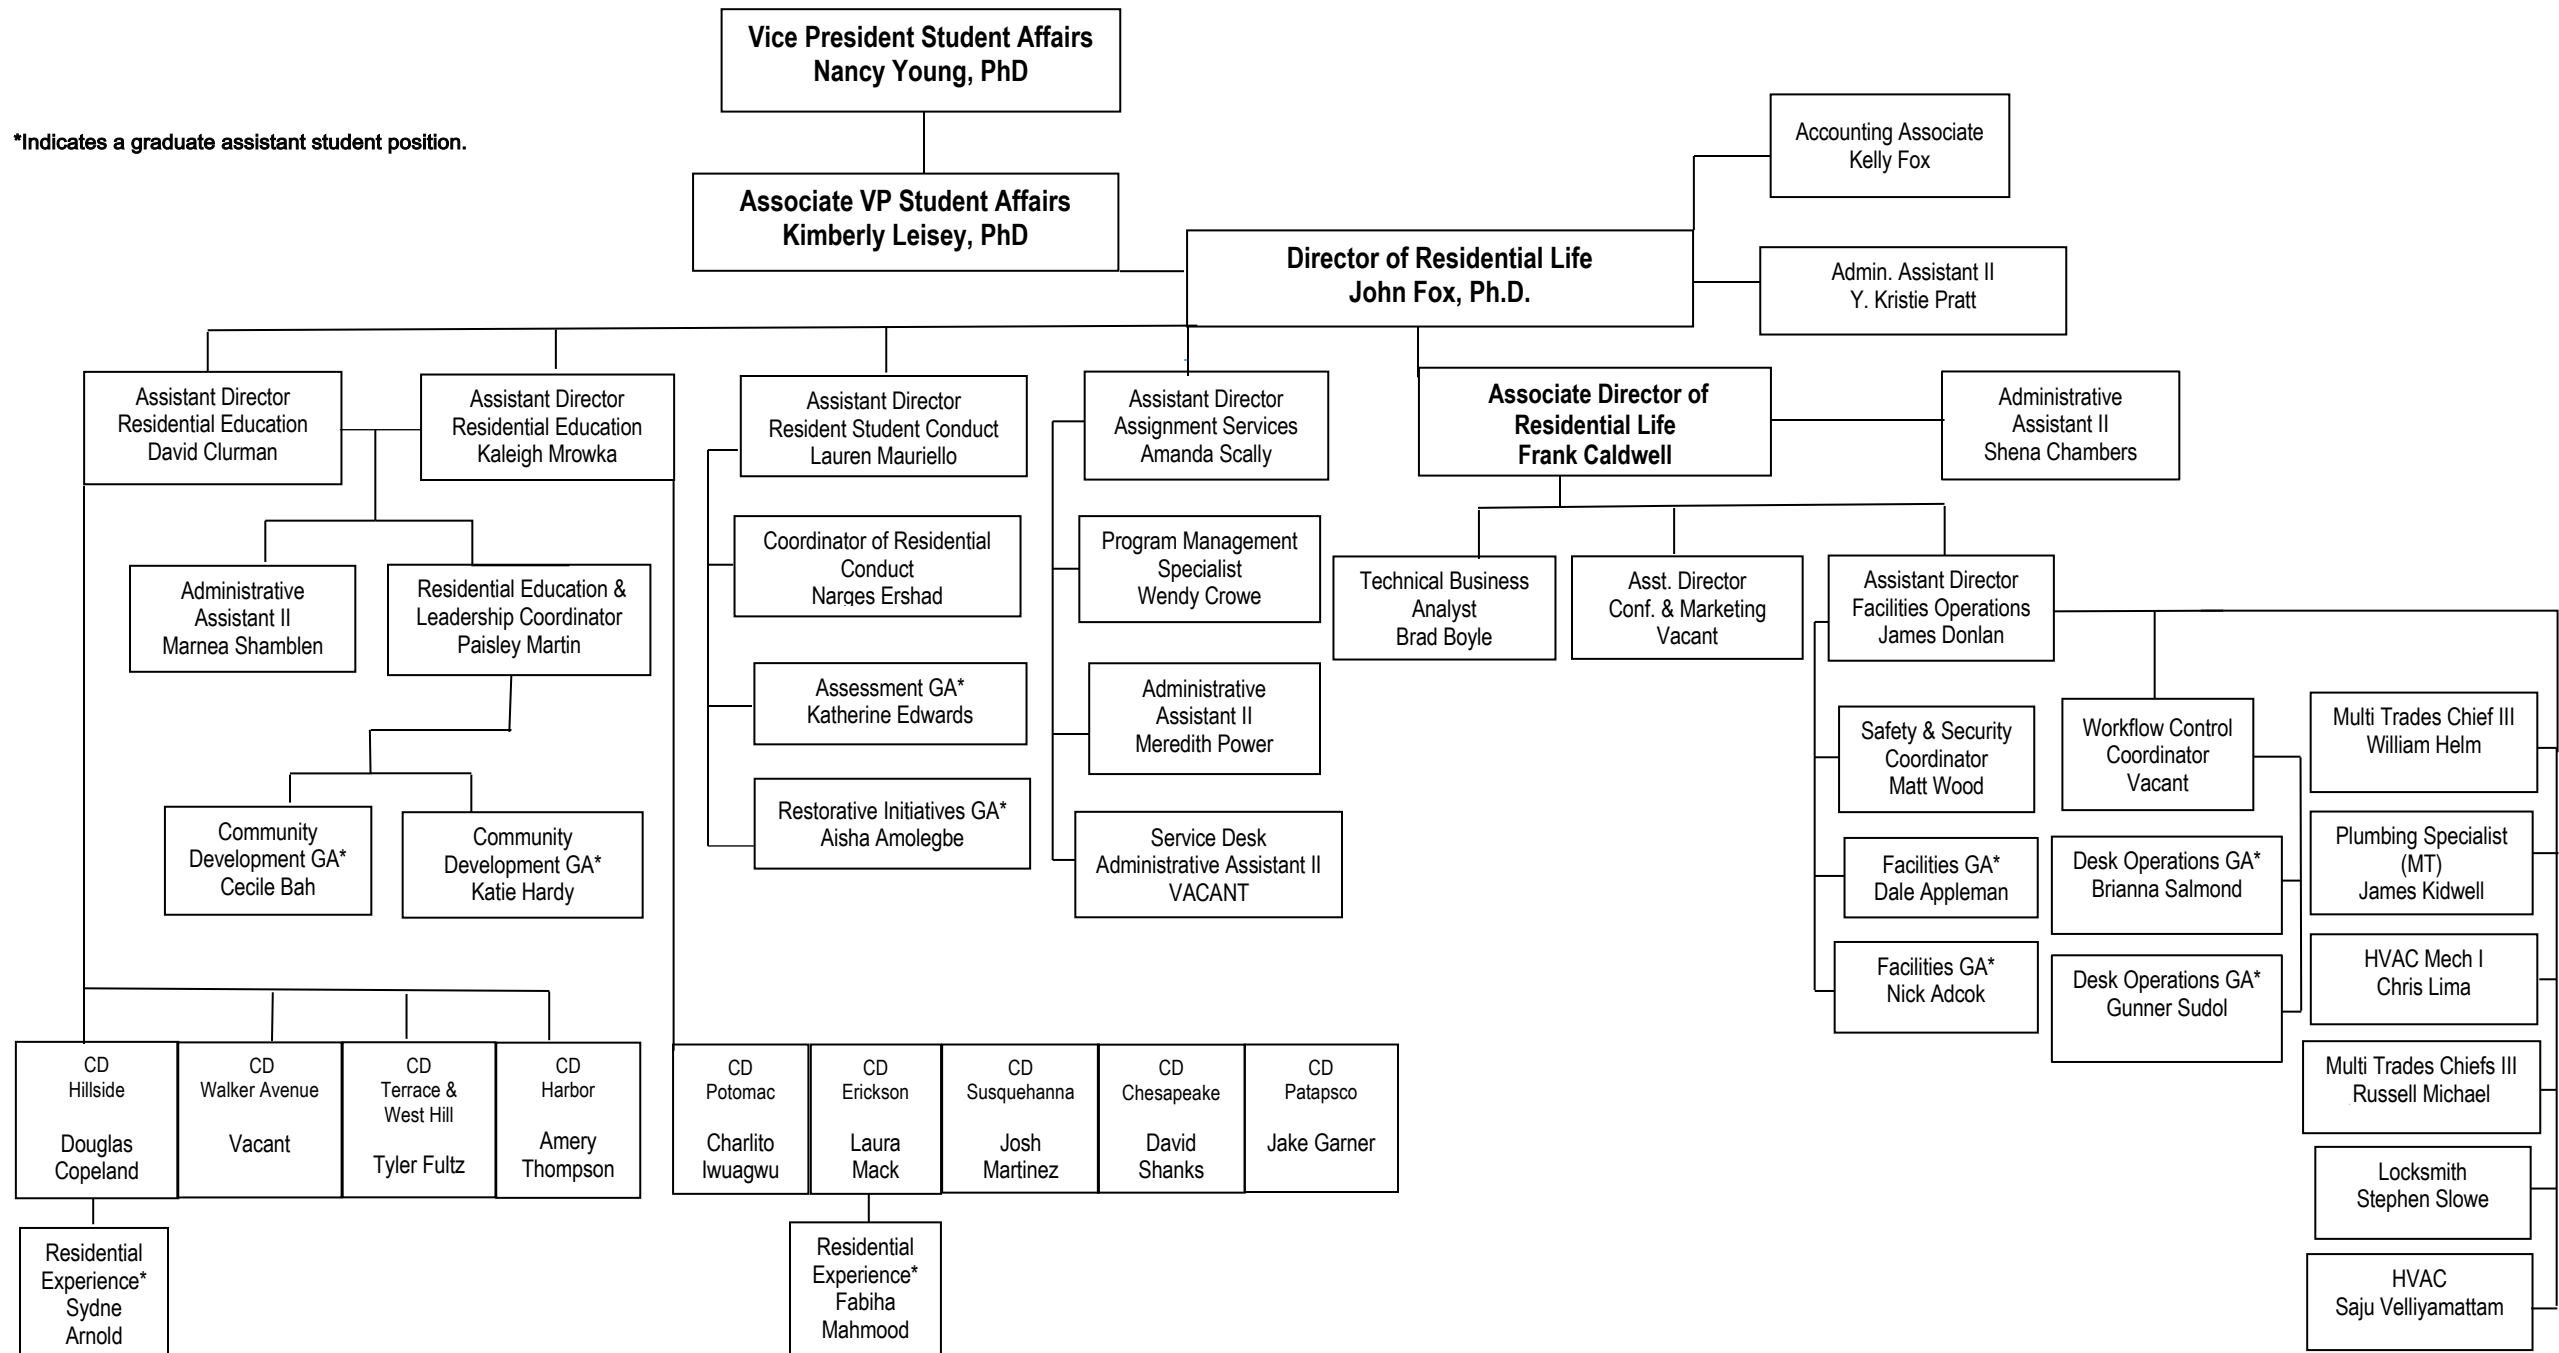 Vice President Student Affairs
Nancy Young, PhD
*Indicates a graduate assistant student position.
Associate VP Student Affairs
Kimberly Leisey, PhD
Accounting Associate
Kelly Fox
Director of Residential Life
John Fox, Ph.D.
Admin. Assistant II
Y. Kristie Pratt
Assistant Director
Residential Education
David Clurman
Assistant Director
Residential Education
Kaleigh Mrowka
Assistant Director
Resident Student Conduct
Lauren Mauriello
Assistant Director
Assignment Services
Amanda Scally
Associate Director of
Residential Life
Frank Caldwell
Administrative
Assistant II
Shena Chambers
Administrative
Assistant II
Marnea Shamblen
Residential Education &
Leadership Coordinator
Paisley Martin
Coordinator of Residential
Conduct
Narges Ershad
Program Management
Specialist
Wendy Crowe
Technical Business
Analyst
Brad Boyle
Asst. Director
Conf. & Marketing
Vacant
Assistant Director
Facilities Operations
James Donlan
Assessment GA*
Katherine Edwards
Administrative
Assistant II
Meredith Power
Safety & Security
Coordinator
Matt Wood
Workflow Control
Coordinator
Vacant
Multi Trades Chief III
William Helm
Community
Development GA*
Cecile Bah
Community
Development GA*
Katie Hardy
Restorative Initiatives GA*
Aisha Amolegbe
Service Desk
Administrative Assistant II
VACANT
Facilities GA*
Dale Appleman
Desk Operations GA*
Brianna Salmond
Plumbing Specialist
(MT)
James Kidwell
Facilities GA*
Nick Adcok
Desk Operations GA*
Gunner Sudol
HVAC Mech I
Chris Lima
CD
Hillside
Douglas
Copeland
CD
Walker Avenue
Vacant
CD
Terrace &
West Hill
Tyler Fultz
CD
Harbor
Amery
Thompson
CD
Potomac
Charlito
Iwuagwu
CD
Erickson
Laura
Mack
CD
Susquehanna
Josh
Martinez
CD
Chesapeake
David
Shanks
CD
Patapsco
Jake Garner
Multi Trades Chiefs III
Russell Michael
Locksmith
Stephen Slowe
Residential
Experience*
Sydne
Arnold
Residential
Experience*
Fabiha
Mahmood
HVAC
Saju Velliyamattam